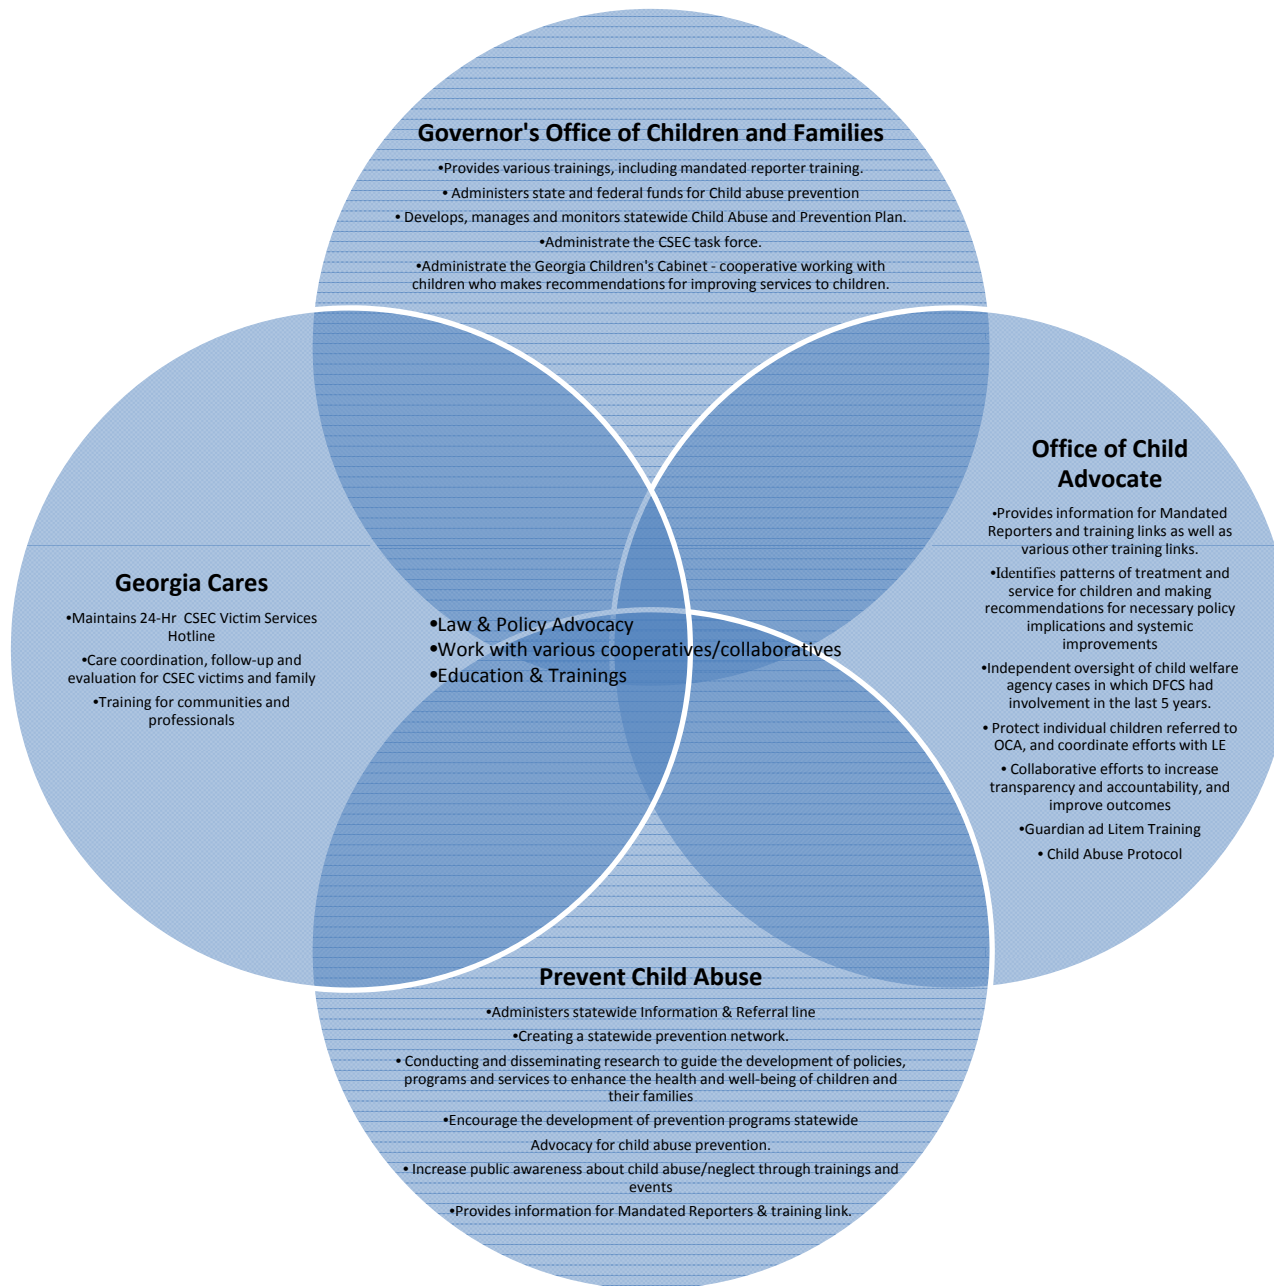 Governor's Office of Children and Families
•Provides various trainings, including mandated reporter training.
• Administers state and federal funds for Child abuse prevention
• Develops, manages and monitors statewide Child Abuse and Prevention Plan.
•Administrate the CSEC task force.
•Administrate the Georgia Children's Cabinet - cooperative working with
children who makes recommendations for improving services to children.
Office of Child
Advocate
•Provides information for Mandated
Reporters and training links as well as
various other training links.
•Identifies patterns of treatment and
service for children and making
recommendations for necessary policy
implications and systemic
improvements
•Independent oversight of child welfare
agency cases in which DFCS had
involvement in the last 5 years.
• Protect individual children referred to
OCA, and coordinate efforts with LE
• Collaborative efforts to increase
transparency and accountability, and
improve outcomes
•Guardian ad Litem Training
• Child Abuse Protocol
Georgia Cares
•Maintains 24-Hr  CSEC Victim Services
Hotline
•Care coordination, follow-up and
evaluation for CSEC victims and family
•Training for communities and
professionals
•Law & Policy Advocacy
•Work with various cooperatives/collaboratives
•Education & Trainings
Prevent Child Abuse
•Administers statewide Information & Referral line
•Creating a statewide prevention network.
• Conducting and disseminating research to guide the development of policies,
programs and services to enhance the health and well-being of children and
their families
•Encourage the development of prevention programs statewide
Advocacy for child abuse prevention.
• Increase public awareness about child abuse/neglect through trainings and
events
•Provides information for Mandated Reporters & training link.